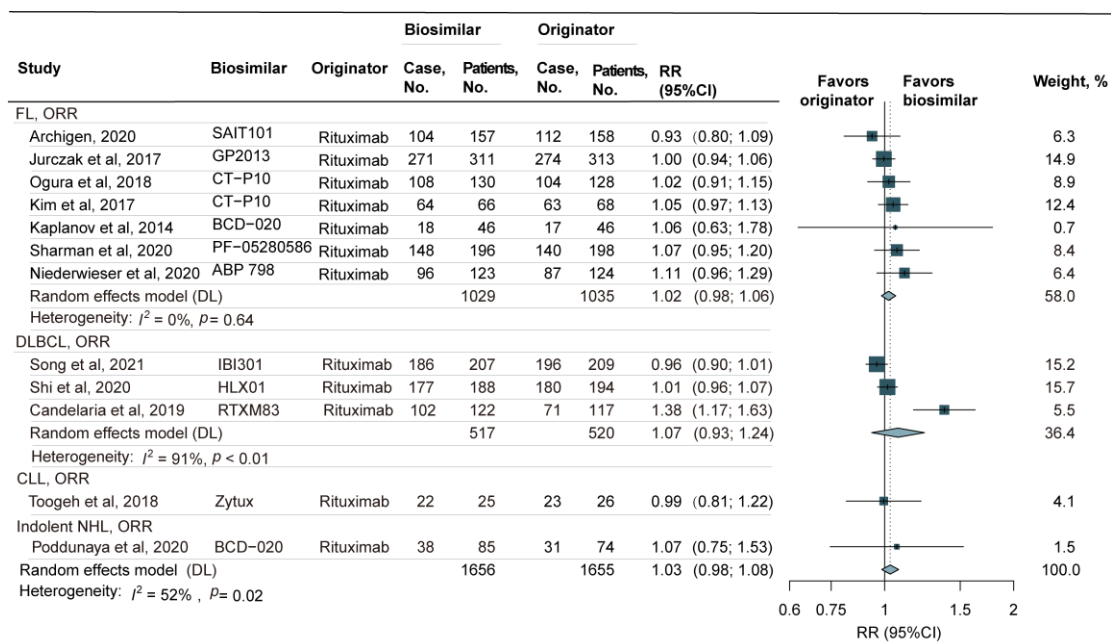 Biosimilar Originator
Study Biosimilar Originator Case, No. Patients, No. Case, No. Patients, No. RR (95%CI) Favors originator Favors biosimilar Weight, %
FL, ORR
Archigen, 2020 SAIT101 Rituximab 104 157 112 158 0.93 (0.80; 1.09) 6.3
Jurczak et al, 2017 GP2013 Rituximab 271 311 274 313 1.00 (0.94; 1.06) 14.9
Ogura et al, 2018 CT−P10 Rituximab 108 130 104 128 1.02 (0.91; 1.15) 8.9
Kim et al, 2017 CT−P10 Rituximab 64 66 63 68 1.05 (0.97; 1.13) 12.4
Kaplanov et al, 2014 BCD−020 Rituximab 18 46 17 46 1.06 (0.63; 1.78) 0.7
Sharman et al, 2020 PF−05280586 Rituximab 148 196 140 198 1.07 (0.95; 1.20) 8.4
Niederwieser et al, 2020 ABP 798 Rituximab 96 123 87 124 1.11 (0.96; 1.29) 6.4
Random effects model (DL) 1029 1035 1.02 (0.98; 1.06) 58.0
Heterogeneity: I² = 0%, p= 0.64
DLBCL, ORR
Song et al, 2021 IBI301 Rituximab 186 207 196 209 0.96 (0.90; 1.01) 15.2
Shi et al, 2020 HLX01 Rituximab 177 188 180 194 1.01 (0.96; 1.07) 15.7
Candelaria et al, 2019 RTXM83 Rituximab 102 122 71 117 1.38 (1.17; 1.63) 5.5
Random effects model (DL) 517 520 1.07 (0.93; 1.24) 36.4
Heterogeneity: I² = 91%, p < 0.01
CLL, ORR
Toogeh et al, 2018 Zytux Rituximab 22 25 23 26 0.99 (0.81; 1.22) 4.1
Indolent NHL, ORR
Poddunaya et al, 2020 BCD−020 Rituximab 38 85 31 74 1.07 (0.75; 1.53) 1.5
Random effects model (DL) 1656 1655 1.03 (0.98; 1.08) 100.0
Heterogeneity: I² = 52% , p= 0.02
0.6 0.75 1 1.5 2
RR (95%CI)